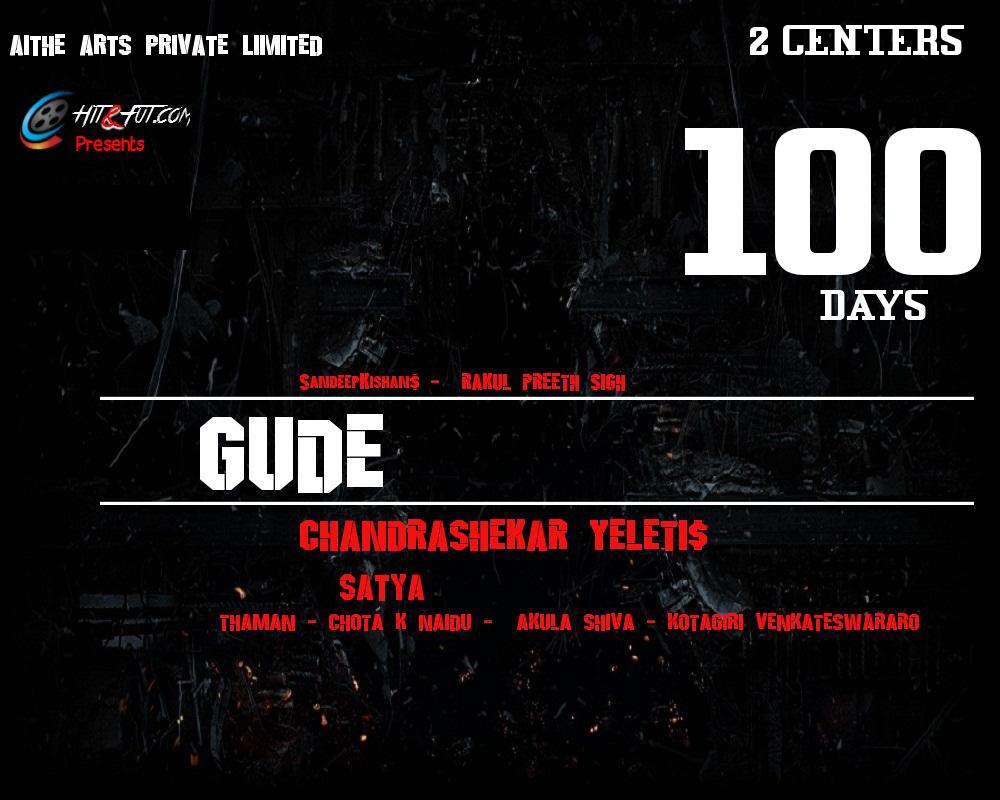 AITHE ARTS PRIVATE LIIMITED
2 CENTERS
HIT&FUT.COM
Presents
100
DAYS
SANDEEPKISHAN$ - RAKUL PREETH SIGH
GUDE
CHANDRASHEKAR YELETI$
SATYA
THAMAN - CHOTA K NAIDU - AKULA SHIVA - KOTAGIRI VENKATESWARARO